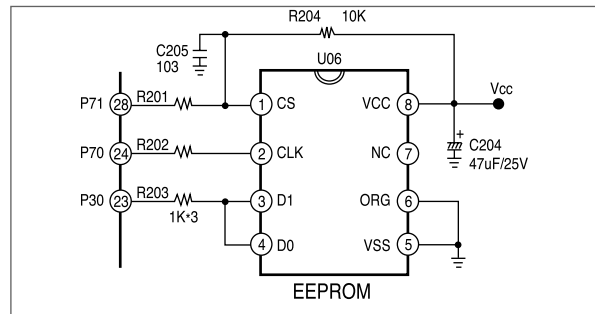 R204 10K
C205
103
U06
Vcc
P71 28 R201 1 CS VCC 8
+
C204
47uF/25V
P70 24 R202 2 CLK NC 7
P30 23 R203 3 D1 ORG 6
1K*3
4 D0 VSS 5
EEPROM